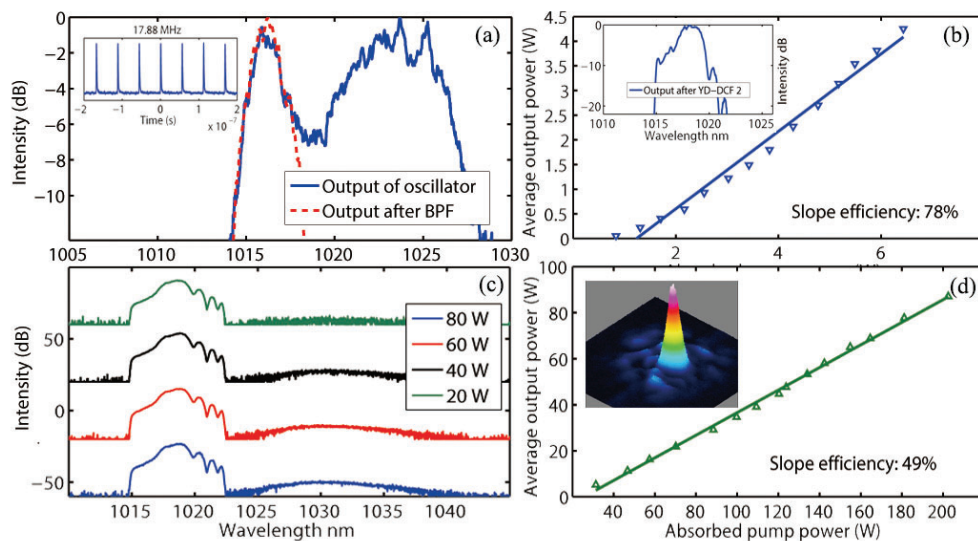 (a)
17.88 MHz
−2 −1 0 1 2
Time (s)
x 10⁻⁷
0
−2
−4
−6
−8
−10
Intensity (dB)
Output of oscillator
Output after BPF
1005 1010 1015 1020 1025 1030
(b)
0
−10
−20
Intensity dB
Output after YD−DCF 2
1010 1015 1020 1025
Wavelength nm
4.5
4
3.5
3
2.5
2
1.5
1
0.5
0
Average output power (W)
Slope efficiency: 78%
2 4 6
(c)
50
0
−50
Intensity (dB)
80 W
60 W
40 W
20 W
1015 1020 1025 1030 1035 1040
Wavelength nm
(d)
100
80
60
40
20
0
Average output power (W)
Slope efficiency: 49%
40 60 80 100 120 140 160 180 200
Absorbed pump power (W)